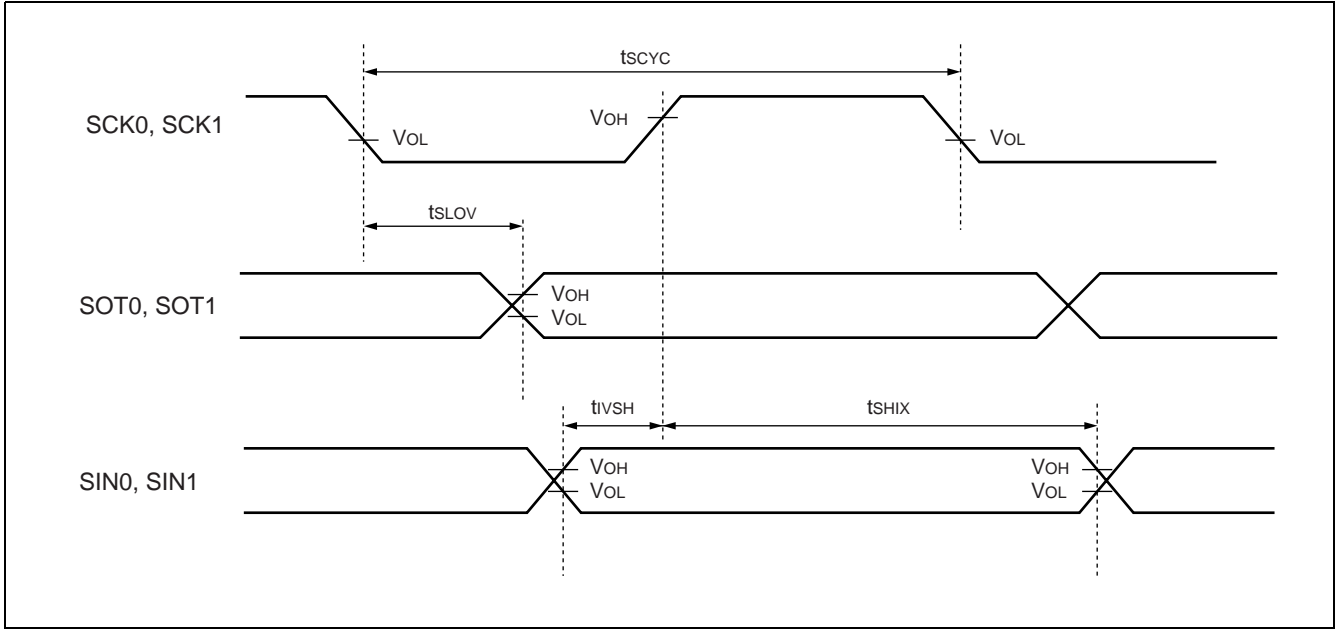 tSCYC
SCK0, SCK1
VOL
VOH
VOL
tSLOV
SOT0, SOT1
VOH
VOL
tIVSH
tSHIX
SIN0, SIN1
VOH
VOL
VOH
VOL